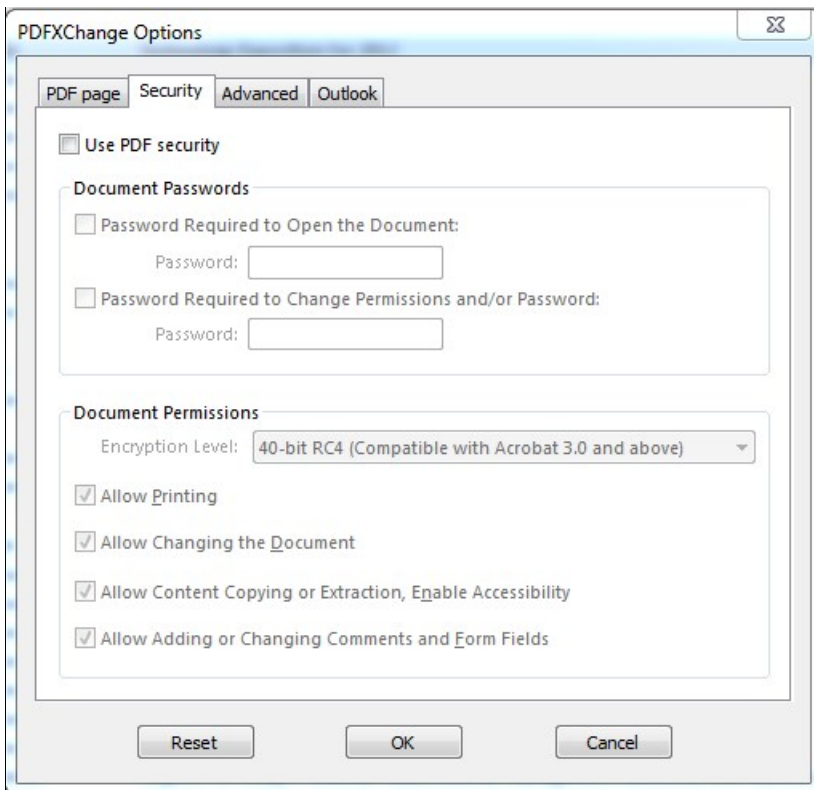 PDFXChange Options
PDF page Security Advanced Outlook
Use PDF security
Document Passwords
Password Required to Open the Document:
Password:
Password Required to Change Permissions and/or Password:
Password:
Document Permissions
Encryption Level: 40-bit RC4 (Compatible with Acrobat 3.0 and above)
Allow Printing
Allow Changing the Document
Allow Content Copying or Extraction, Enable Accessibility
Allow Adding or Changing Comments and Form Fields
Reset OK Cancel